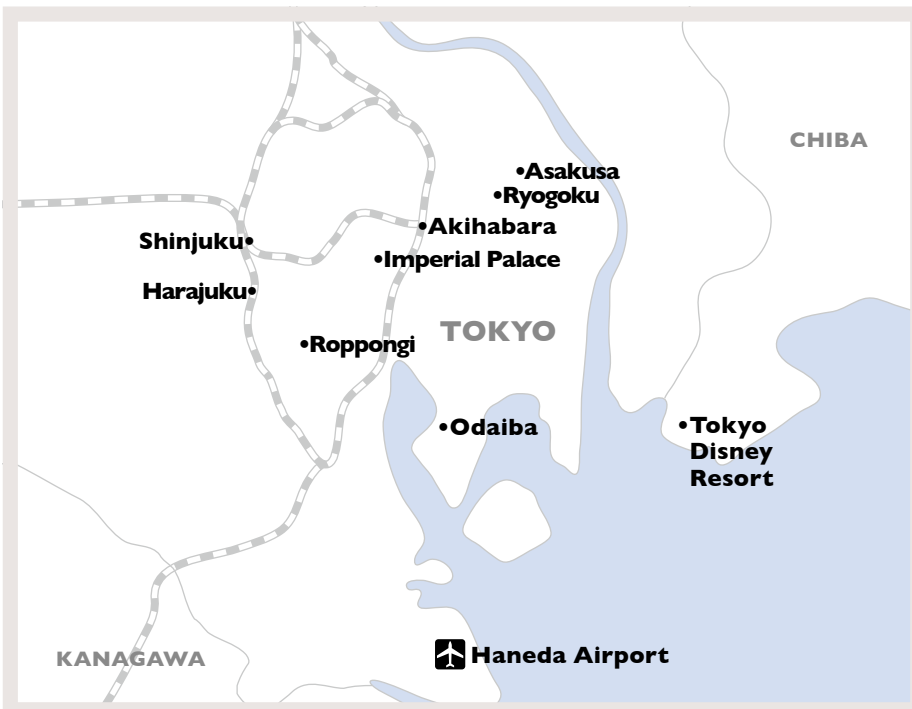 CHIBA
•Asakusa
•Ryogoku
•Akihabara
Shinjuku•
•Imperial Palace
Harajuku•
TOKYO
•Roppongi
•Odaiba
•Tokyo
Disney
Resort
Haneda Airport
KANAGAWA